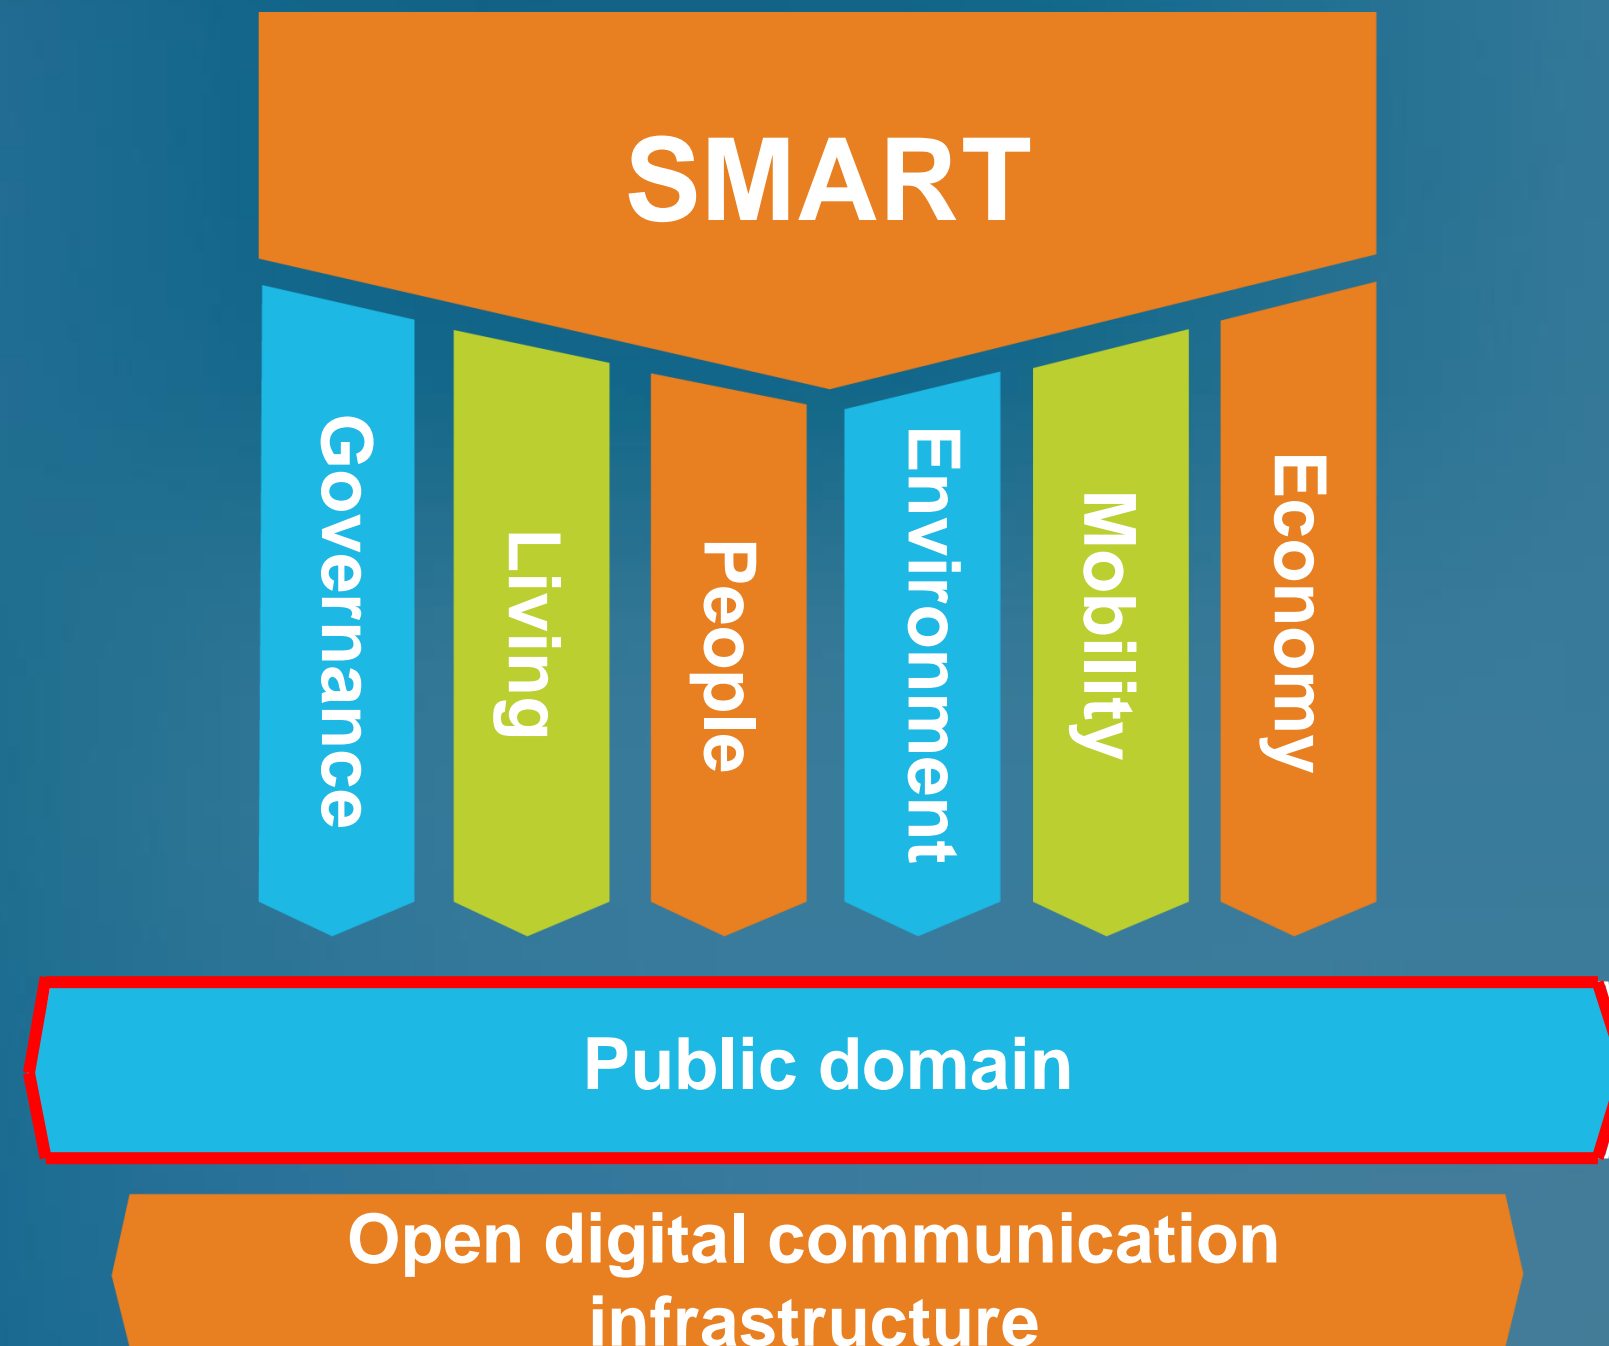 SMART
Governance
Living
People
Environment
Mobility
Economy
Public domain
Open digital communication
infrastructure